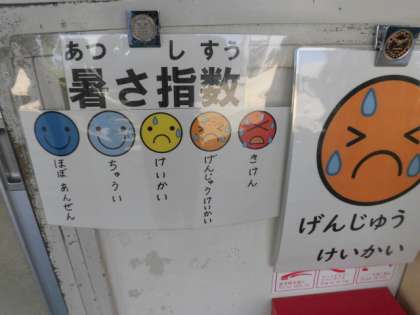 あつ　し すう
暑さ指数
ほぼ あんぜん
ちゅうい
けいかい
げんじゅうけいかい
きけん
げんじゅう
けいかい